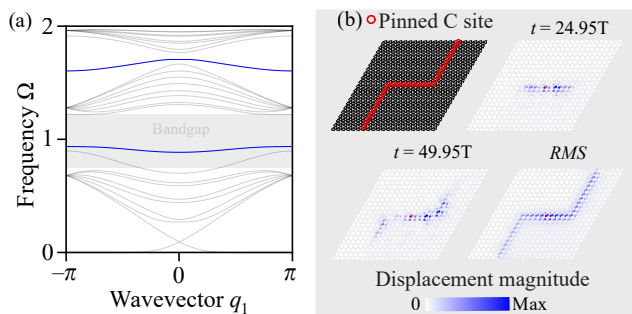 (a)
2
1
0
Frequency Ω
Bandgap
−π
0
π
Wavevector q₁
(b)
Pinned C site
t = 24.95T
t = 49.95T
RMS
Displacement magnitude
0
Max